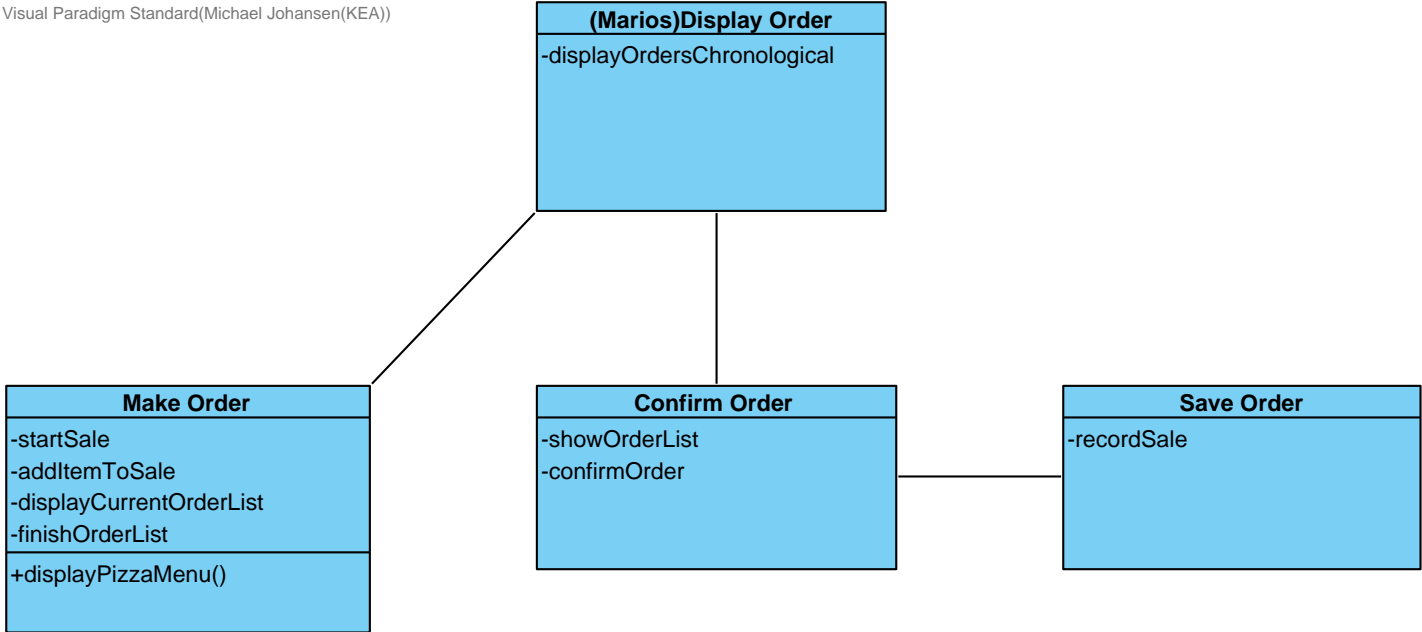 Visual Paradigm Standard(Michael Johansen(KEA))
(Marios)Display Order
-displayOrdersChronological
Make Order
-startSale
-addItemToSale
-displayCurrentOrderList
-finishOrderList
+displayPizzaMenu()
Confirm Order
-showOrderList
-confirmOrder
Save Order
-recordSale